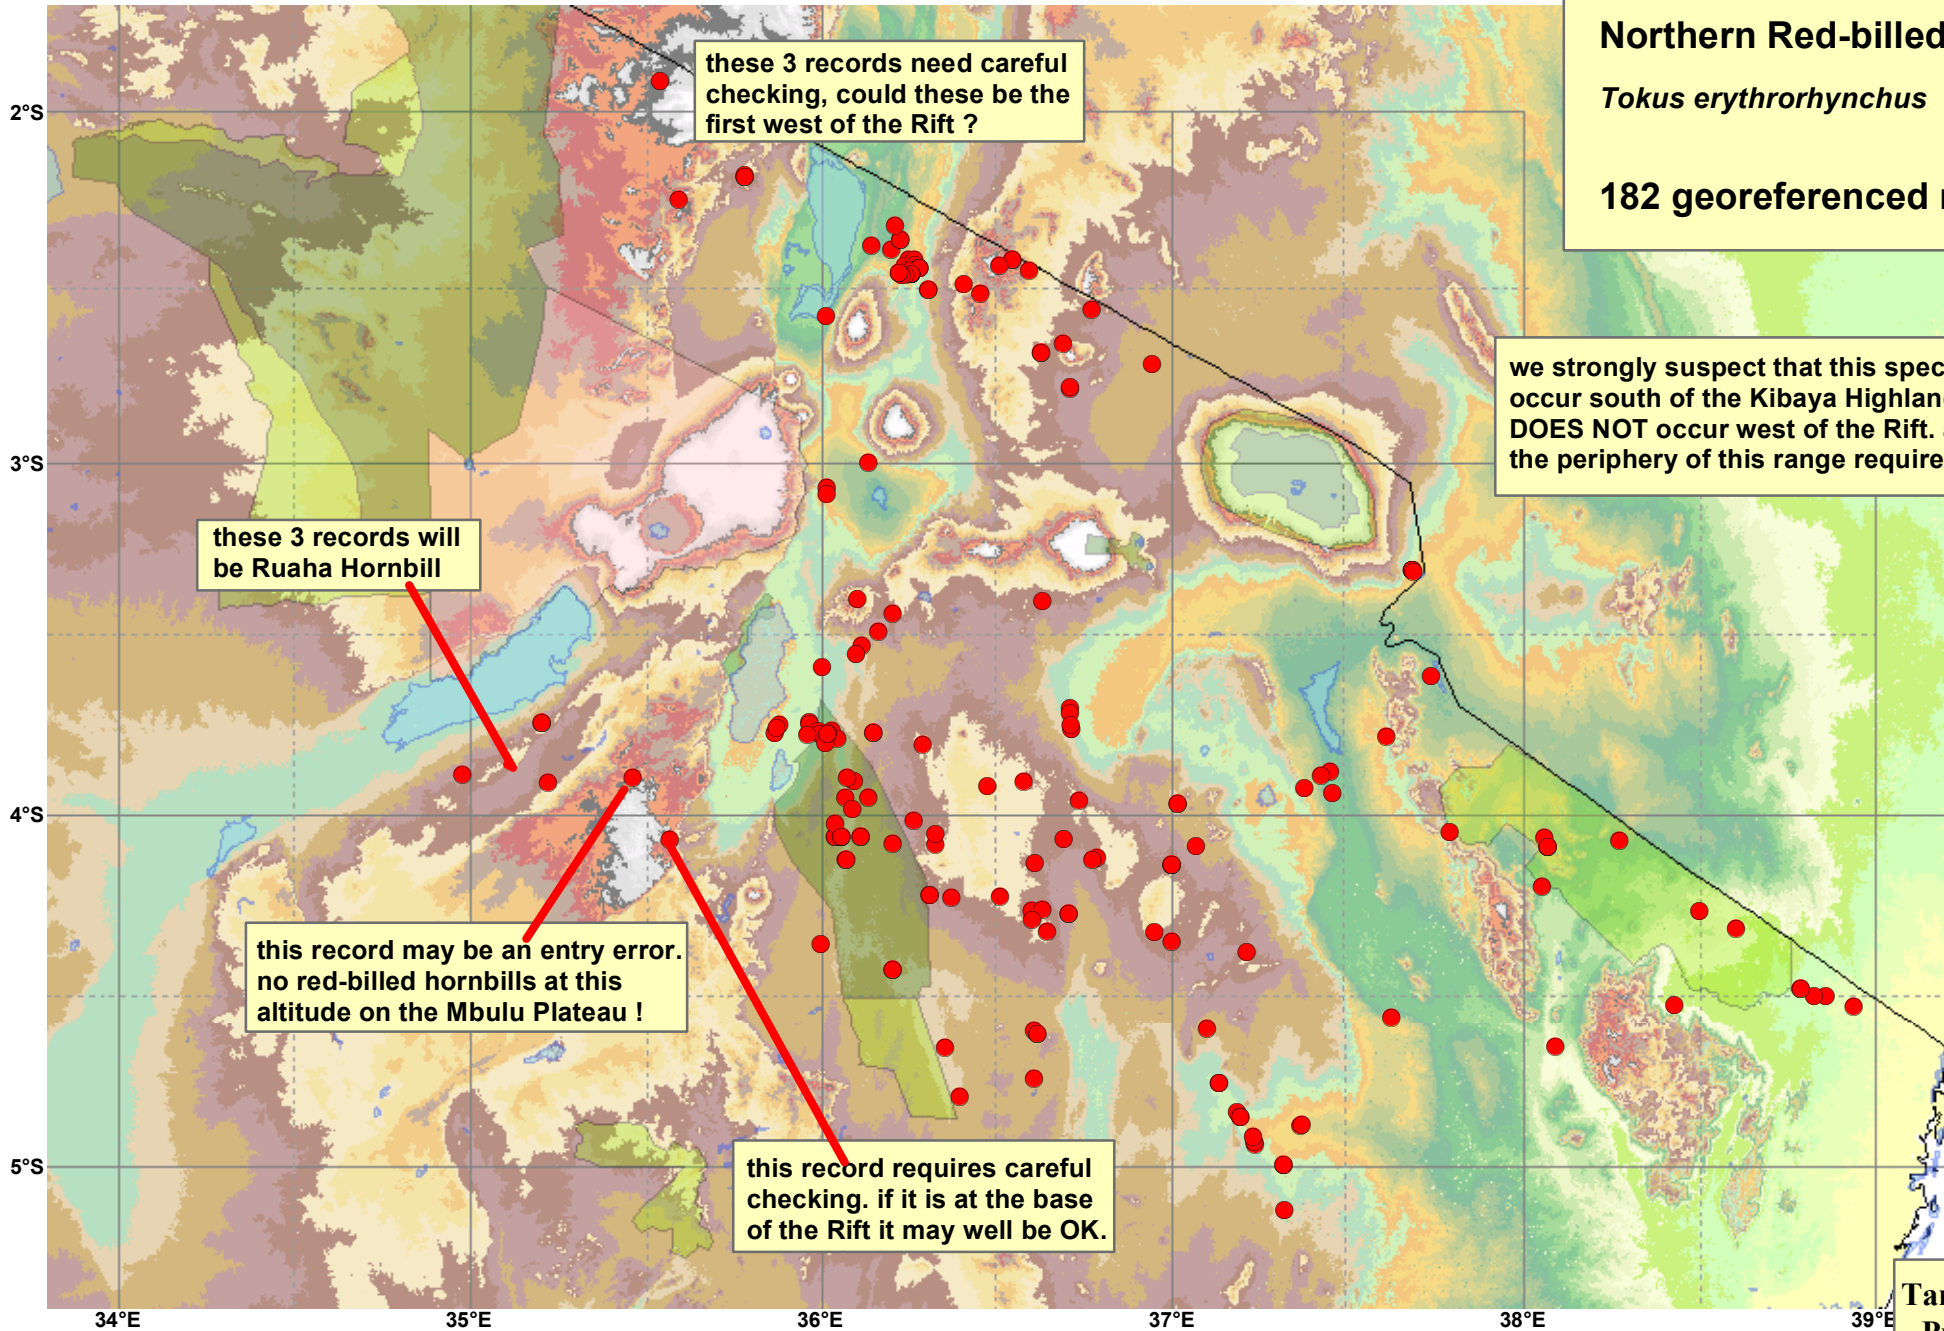 Northern Red-billed
Tokus erythrorhynchus
182 georeferenced
these 3 records need careful
checking, could these be the
first west of the Rift ?
2°S
we strongly suspect that this
occur south of the Kibaya
DOES NOT occur west of the Rift.
the periphery of this range
3°S
these 3 records will
be Ruaha Hornbill
4°S
this record may be an entry error.
no red-billed hornbills at this
altitude on the Mbulu Plateau !
this record requires careful
checking. if it is at the base
of the Rift it may well be OK.
5°S
34°E 35°E 36°E 37°E 38°E 39°E